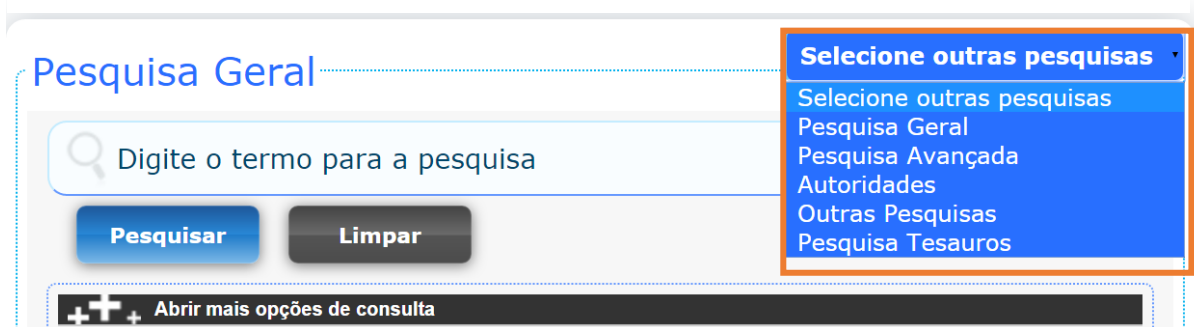 Pesquisa Geral
Selecione outras pesquisas
Selecione outras pesquisas
Pesquisa Geral
Pesquisa Avançada
Autoridades
Outras Pesquisas
Pesquisa Tesauros
Digite o termo para a pesquisa
Pesquisar
Limpar
Abrir mais opções de consulta